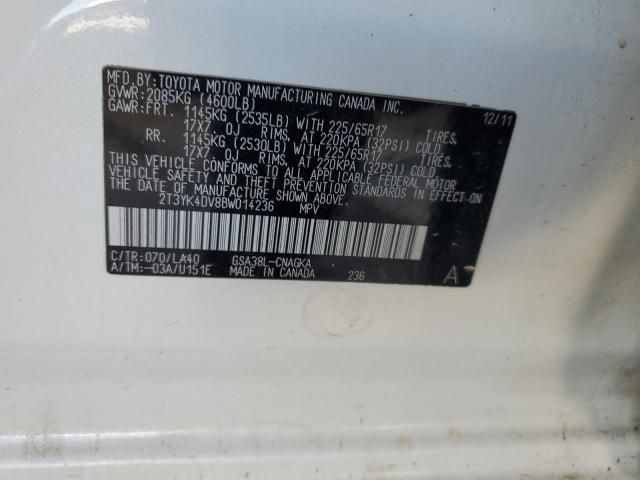 MFD.BY:TOYOTA MOTOR MANUFACTURING CANADA INC.
GVWR:2085KG (4600LB) 12/11
GAWR:FRT. 1145KG (2535LB) WITH 225/65R17 TIRES,
17X7. OJ RIMS, AT 220KPA (32PSI) COLD
RR. 1145KG (2530LB) WITH 225/65R17 TIRES,
17X7. OJ RIMS, AT 220KPA (32PSI) COLD.
THIS VEHICLE CONFORMS TO ALL APPLICABLE FEDERAL MOTOR
VEHICLE SAFETY AND THEFT PREVENTION STANDARDS IN EFFECT ON
THE DATE OF MANUFACTURE SHOWN ABOVE.
2T3YK4DV8BW014236 MPV
C/TR:070/LA40 GSA38L-CNAGKA
A/TM:-03A/U151E MADE IN CANADA 236 A